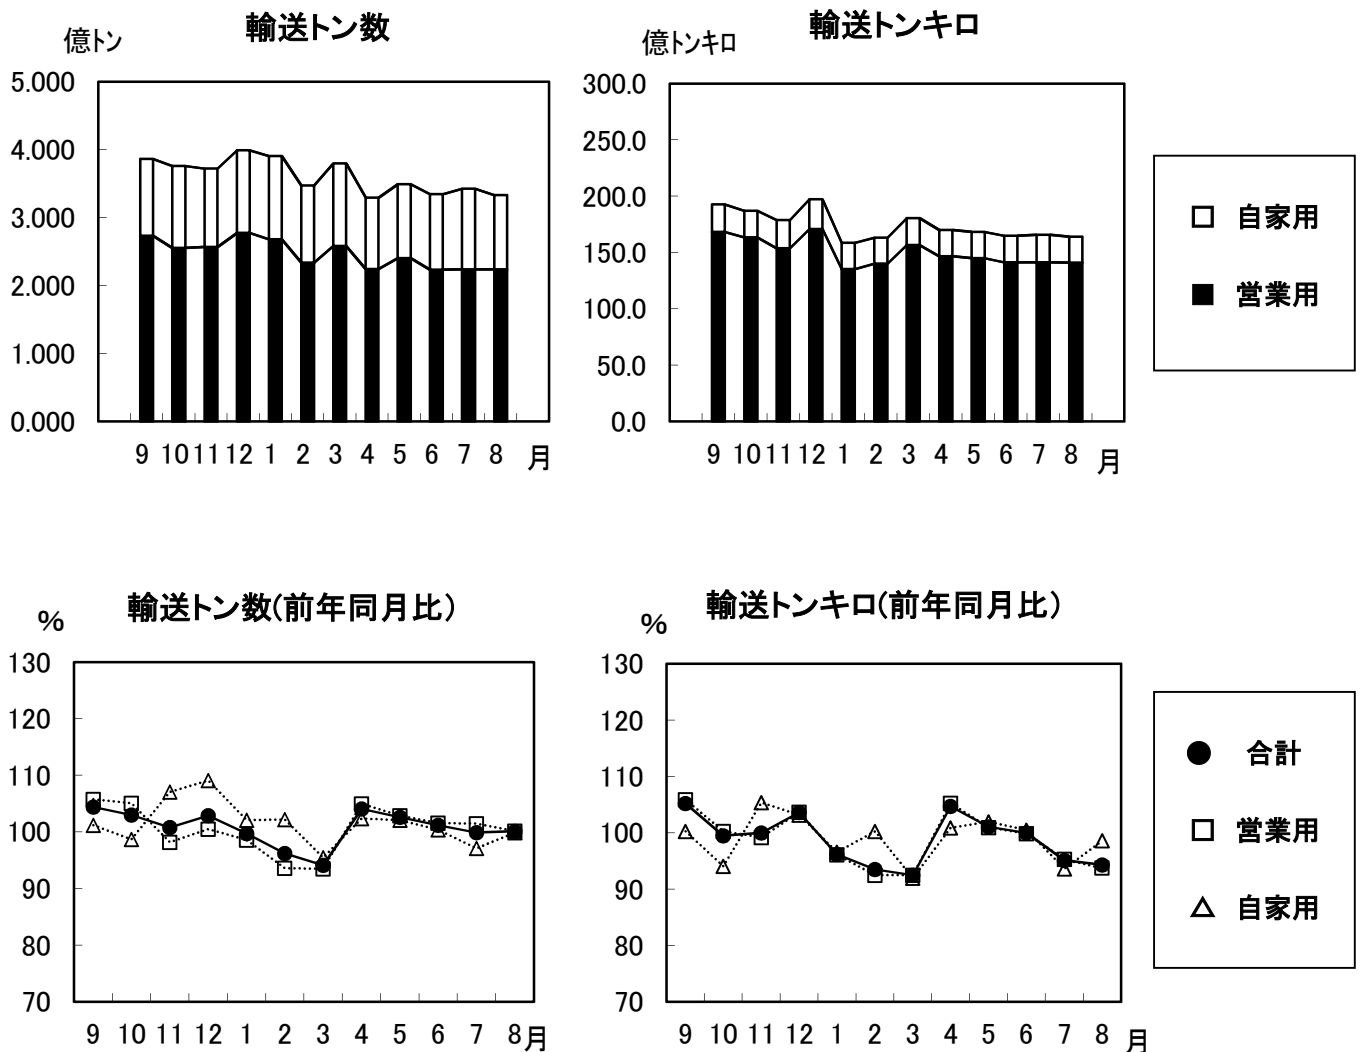 輸送トン数
億トン
5.000
4.000
3.000
2.000
1.000
0.000
9 10 11 12 1 2 3 4 5 6 7 8 月
輸送トンキロ
億トンキロ
300.0
250.0
200.0
150.0
100.0
50.0
0.0
9 10 11 12 1 2 3 4 5 6 7 8 月
自家用
営業用
輸送トン数(前年同月比)
%
130
120
110
100
90
80
70
9 10 11 12 1 2 3 4 5 6 7 8 月
輸送トンキロ(前年同月比)
%
130
120
110
100
90
80
70
9 10 11 12 1 2 3 4 5 6 7 8 月
合計
営業用
自家用